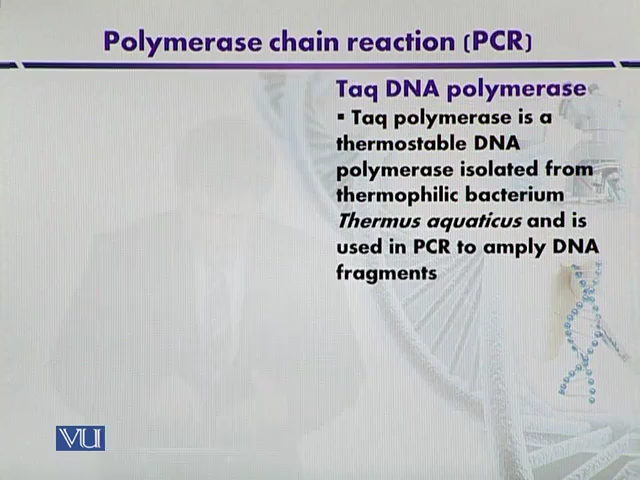 Polymerase chain reaction (PCR)
Taq DNA polymerase
▪ Taq polymerase is a
thermostable DNA
polymerase isolated from
thermophilic bacterium
Thermus aquaticus and is
used in PCR to amply DNA
fragments
VU